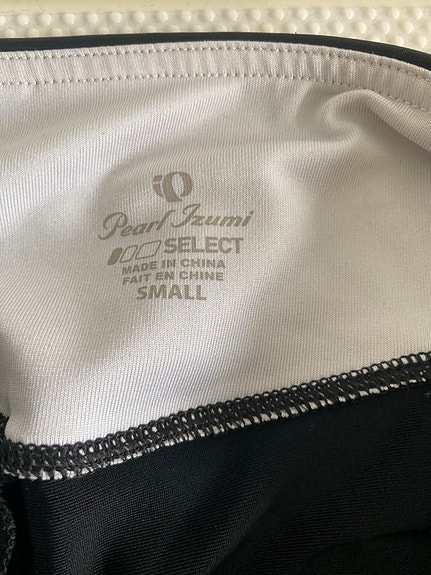 Pearl Izumi
SELECT
MADE IN CHINA
FAIT EN CHINE
SMALL